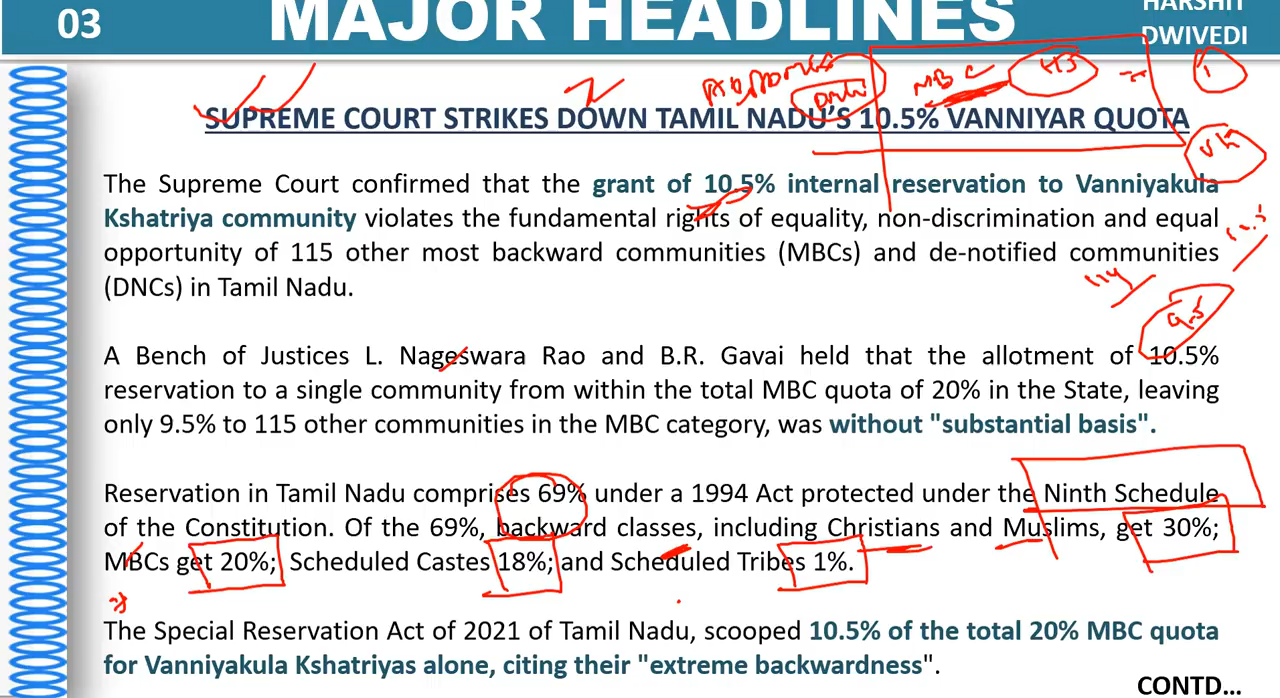 03
MAJOR HEADLINES
HARSHIT
DWIVEDI
MBC
115
SUPREME COURT STRIKES DOWN TAMIL NADU'S 10.5% VANNIYAR QUOTA
The Supreme Court confirmed that the grant of 10.5% internal reservation to Vanniyakula
Kshatriya community violates the fundamental rights of equality, non-discrimination and equal
opportunity of 115 other most backward communities (MBCs) and de-notified communities
(DNCs) in Tamil Nadu.
9.5
A Bench of Justices L. Nageswara Rao and B.R. Gavai held that the allotment of 10.5%
reservation to a single community from within the total MBC quota of 20% in the State, leaving
only 9.5% to 115 other communities in the MBC category, was without "substantial basis".
Reservation in Tamil Nadu comprises 69% under a 1994 Act protected under the Ninth Schedule
of the Constitution. Of the 69%, backward classes, including Christians and Muslims, get 30%;
MBCs get 20%; Scheduled Castes 18%; and Scheduled Tribes 1%.
The Special Reservation Act of 2021 of Tamil Nadu, scooped 10.5% of the total 20% MBC quota
for Vanniyakula Kshatriyas alone, citing their "extreme backwardness".
CONTD...